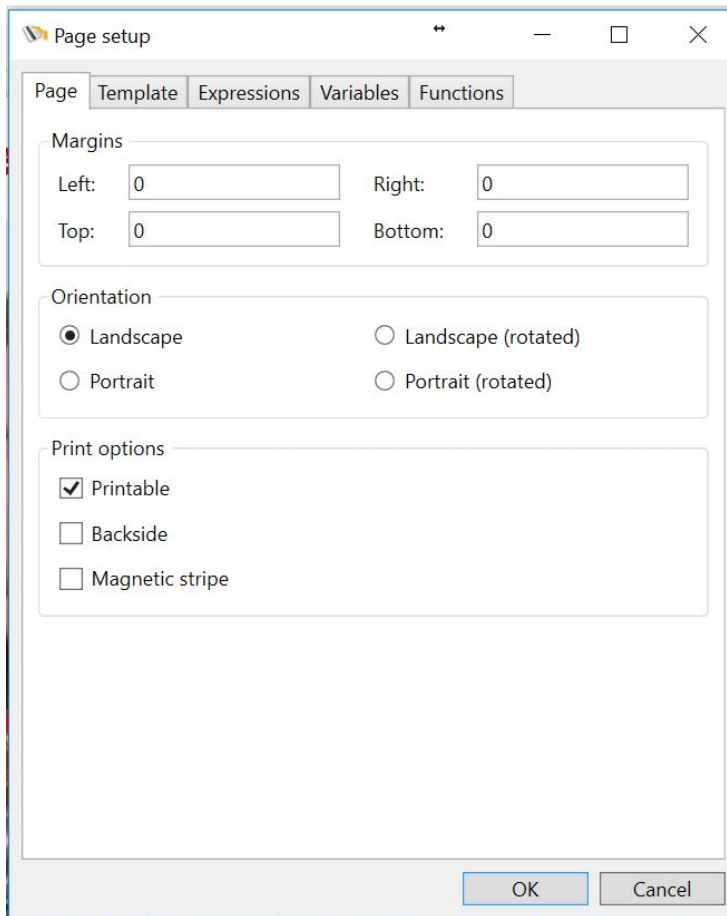 Page setup
Page Template Expressions Variables Functions
Margins
Left: 0 Right: 0
Top: 0 Bottom: 0
Orientation
Landscape Landscape (rotated)
Portrait Portrait (rotated)
Print options
Printable
Backside
Magnetic stripe
OK Cancel